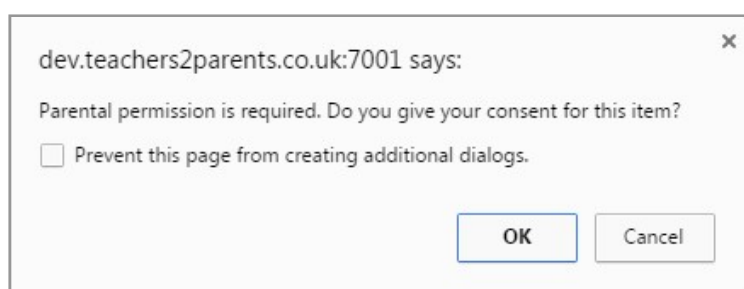 dev.teachers2parents.co.uk:7001 says:
Parental permission is required. Do you give your consent for this item?
Prevent this page from creating additional dialogs.
OK Cancel